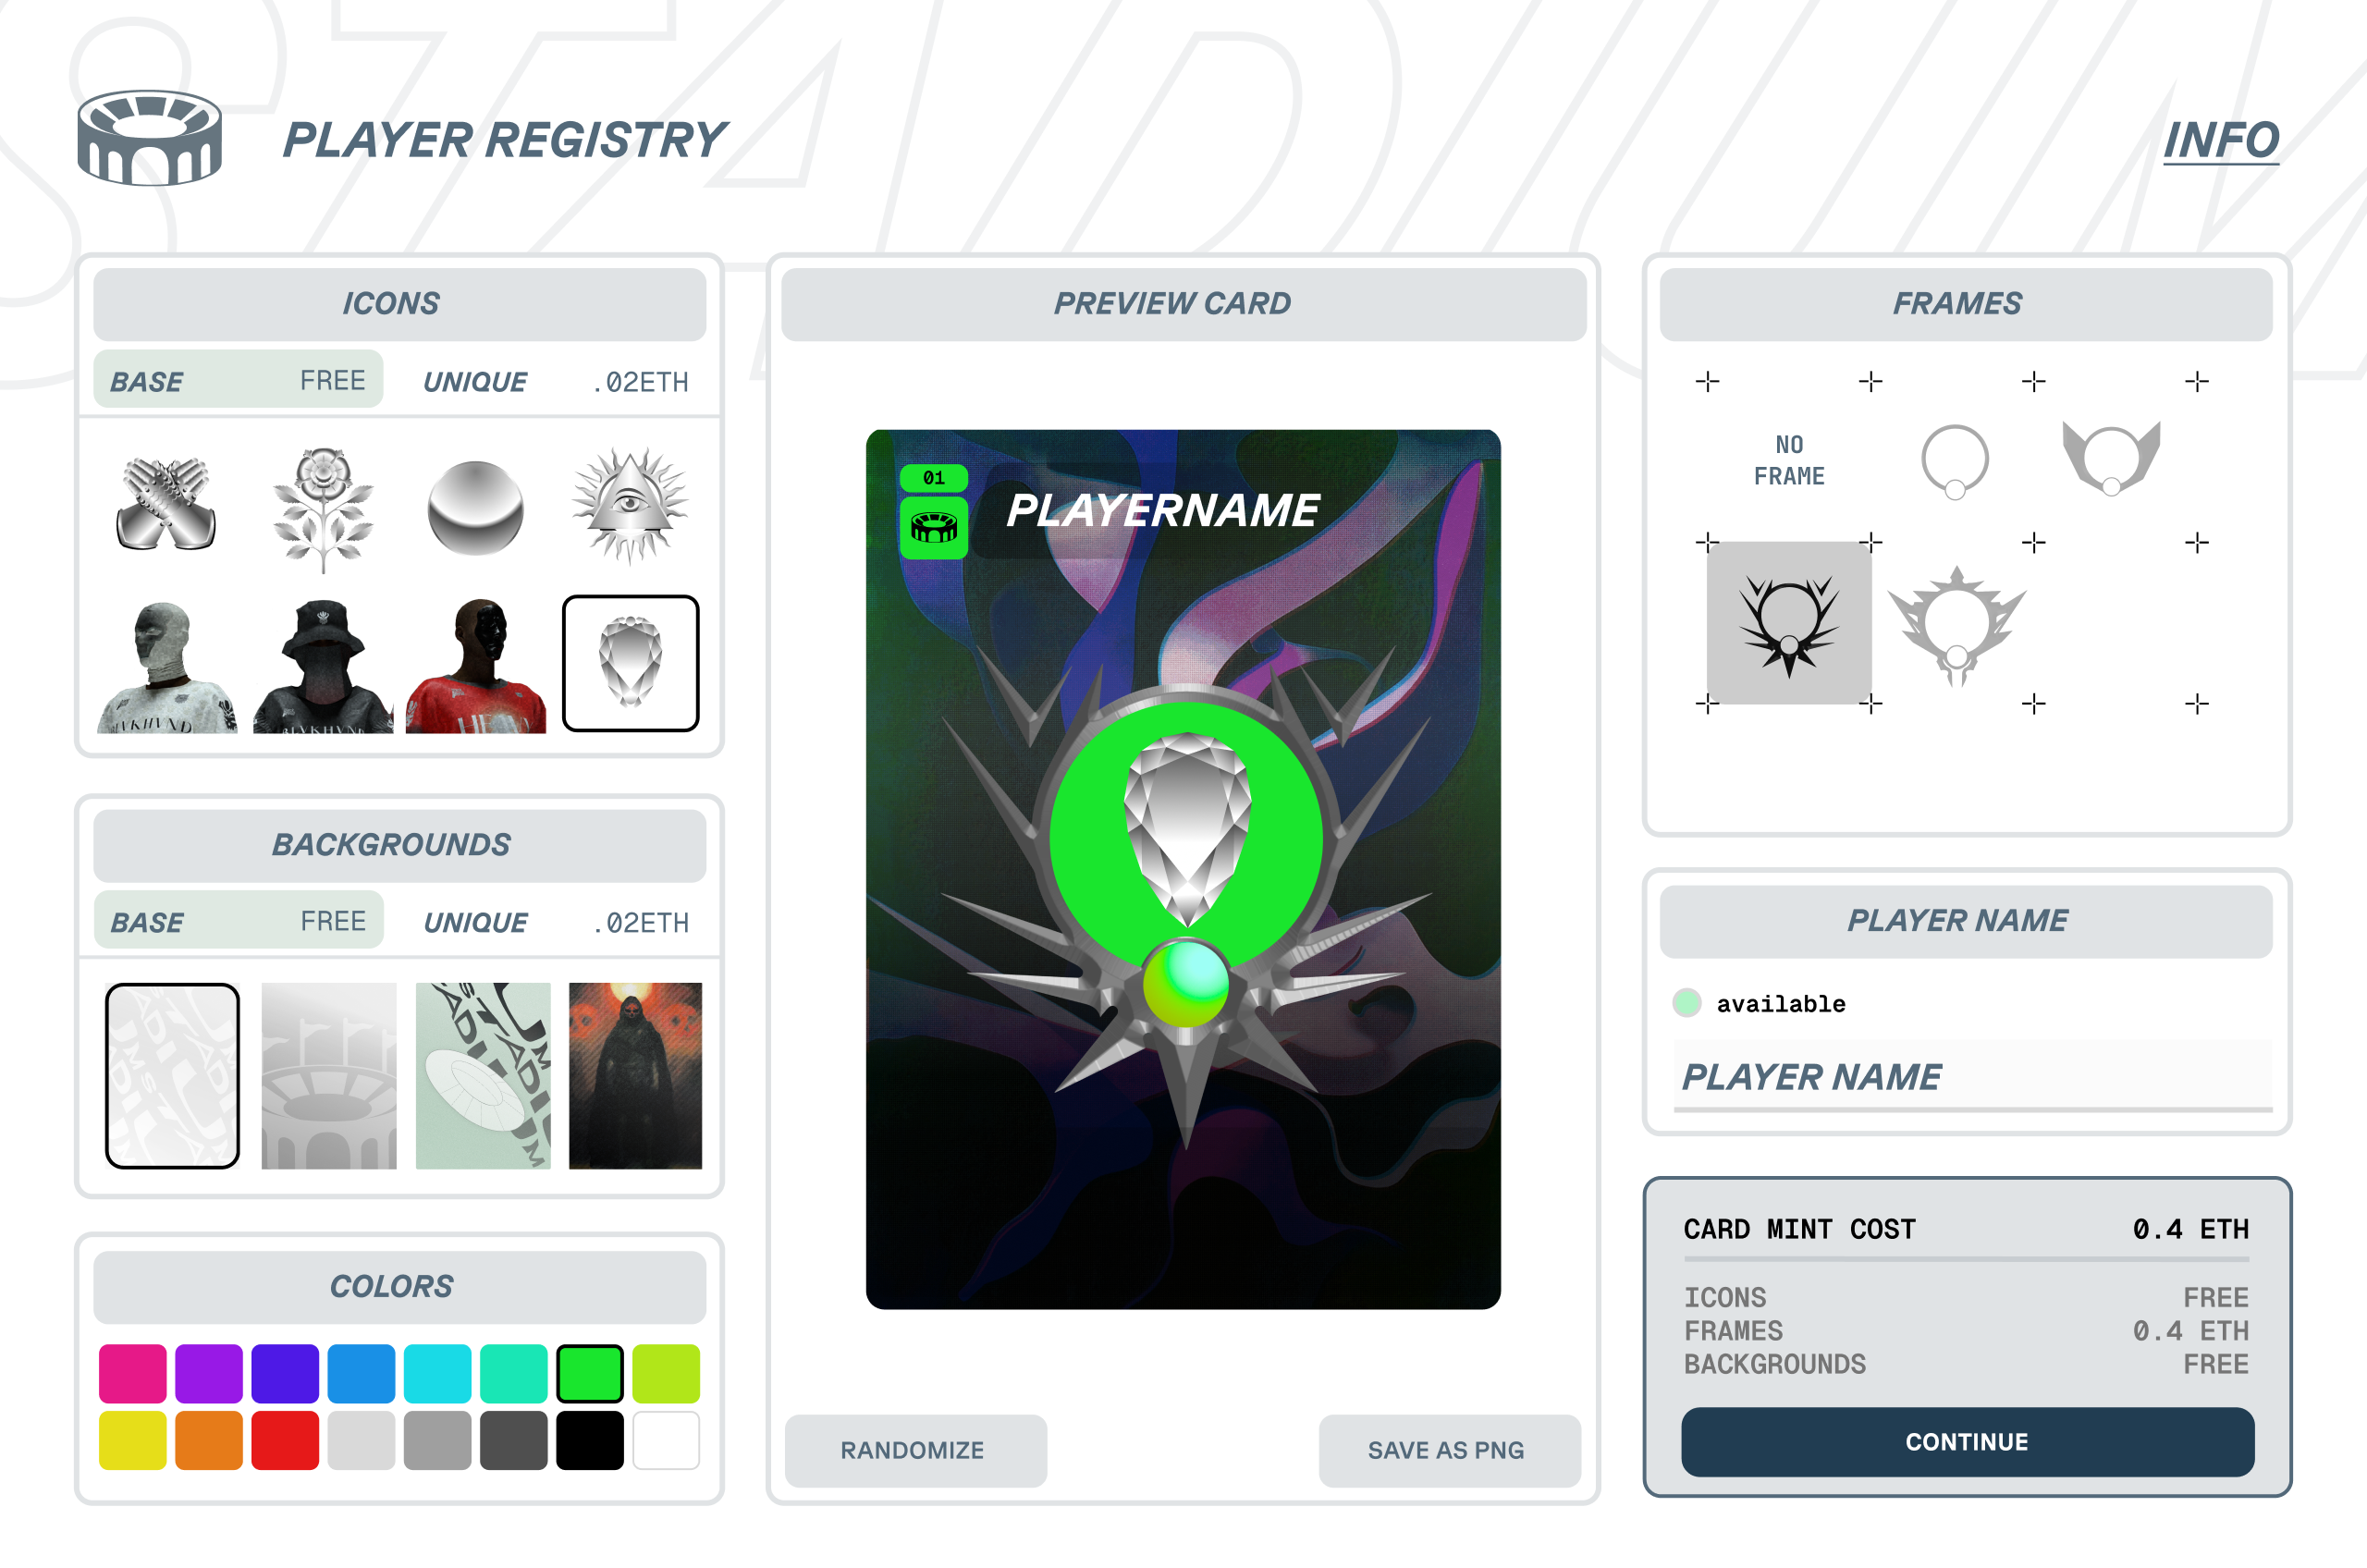 STADIUM
PLAYER REGISTRY
INFO
ICONS
BASE FREE UNIQUE .02ETH
BACKGROUNDS
BASE FREE UNIQUE .02ETH
COLORS
PREVIEW CARD
01
PLAYERNAME
RANDOMIZE
SAVE AS PNG
FRAMES
NO
FRAME
PLAYER NAME
available
PLAYER NAME
CARD MINT COST 0.4 ETH
ICONS FREE
FRAMES 0.4 ETH
BACKGROUNDS FREE
CONTINUE